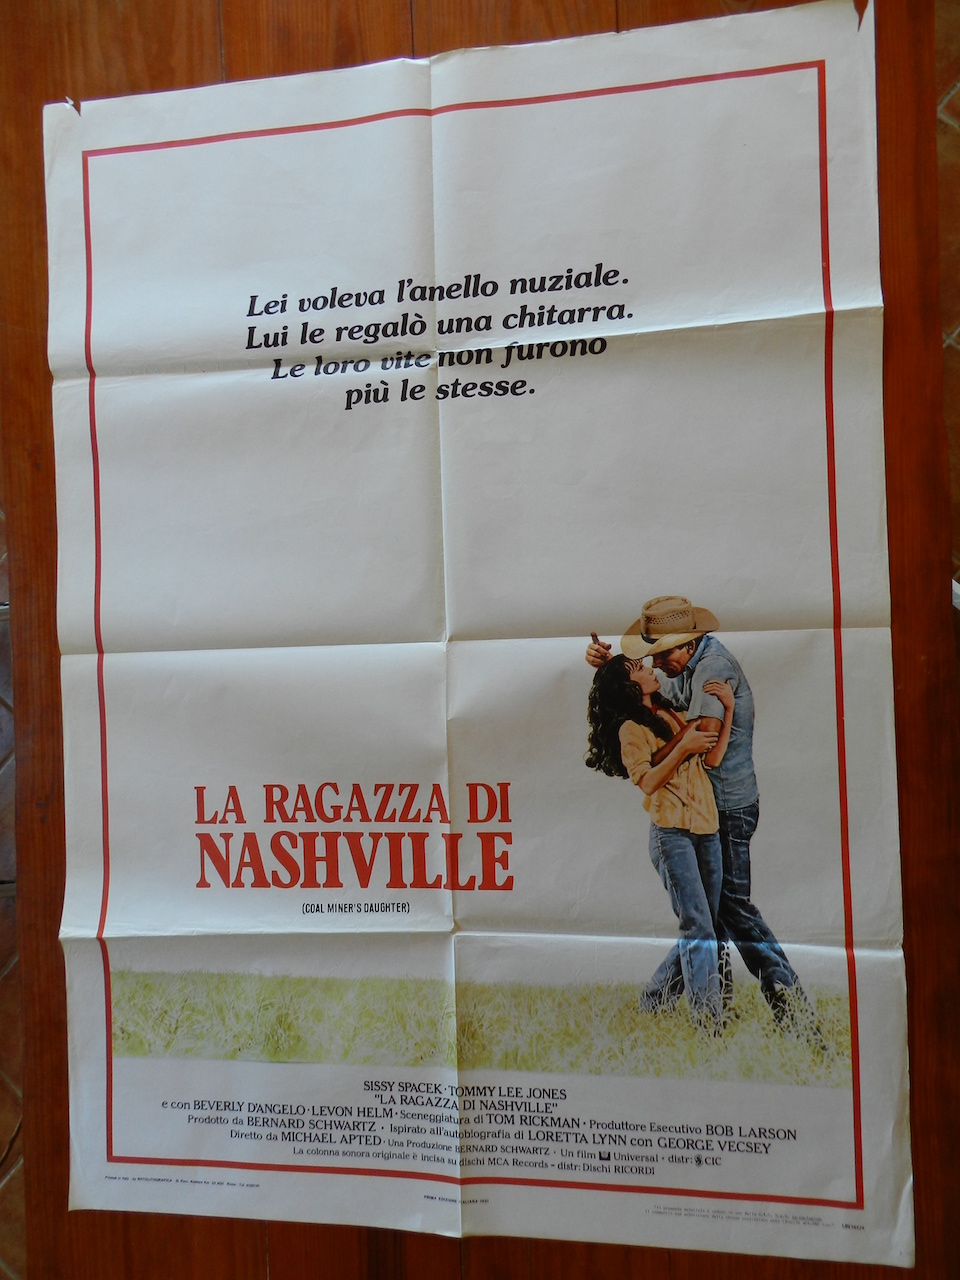 Lei voleva l'anello nuziale.
Lui le regalò una chitarra.
Le loro vite non furono
più le stesse.
LA RAGAZZA DI
NASHVILLE
(COAL MINER'S DAUGHTER)
SISSY SPACEK · TOMMY LEE JONES
"LA RAGAZZA DI NASHVILLE"
e con BEVERLY D'ANGELO · LEVON HELM · Sceneggiatura di TOM RICKMAN · Produttore Esecutivo BOB LARSON
Prodotto da BERNARD SCHWARTZ · Ispirato all'autobiografia di LORETTA LYNN con GEORGE VECSEY
Diretto da MICHAEL APTED · Una Produzione BERNARD SCHWARTZ · Un film Universal · distr: CIC
La colonna sonora originale è incisa su dischi MCA Records - distr: Dischi RICORDI
PRIMA EDIZIONE ITALIANA